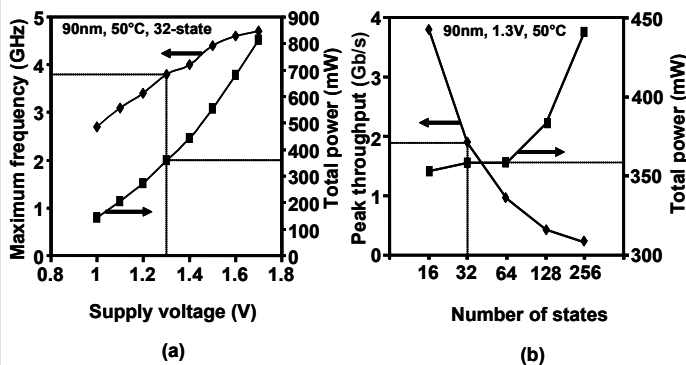 90nm, 50°C, 32-state
Maximum frequency (GHz)
5
4
3
2
1
0
900
800
700
600
500
400
300
200
100
0
Total power (mW)
0.8 1 1.2 1.4 1.6 1.8
Supply voltage (V)
(a)
90nm, 1.3V, 50°C
Peak throughput (Gb/s)
4
3
2
1
0
450
400
350
300
Total power (mW)
16 32 64 128 256
Number of states
(b)